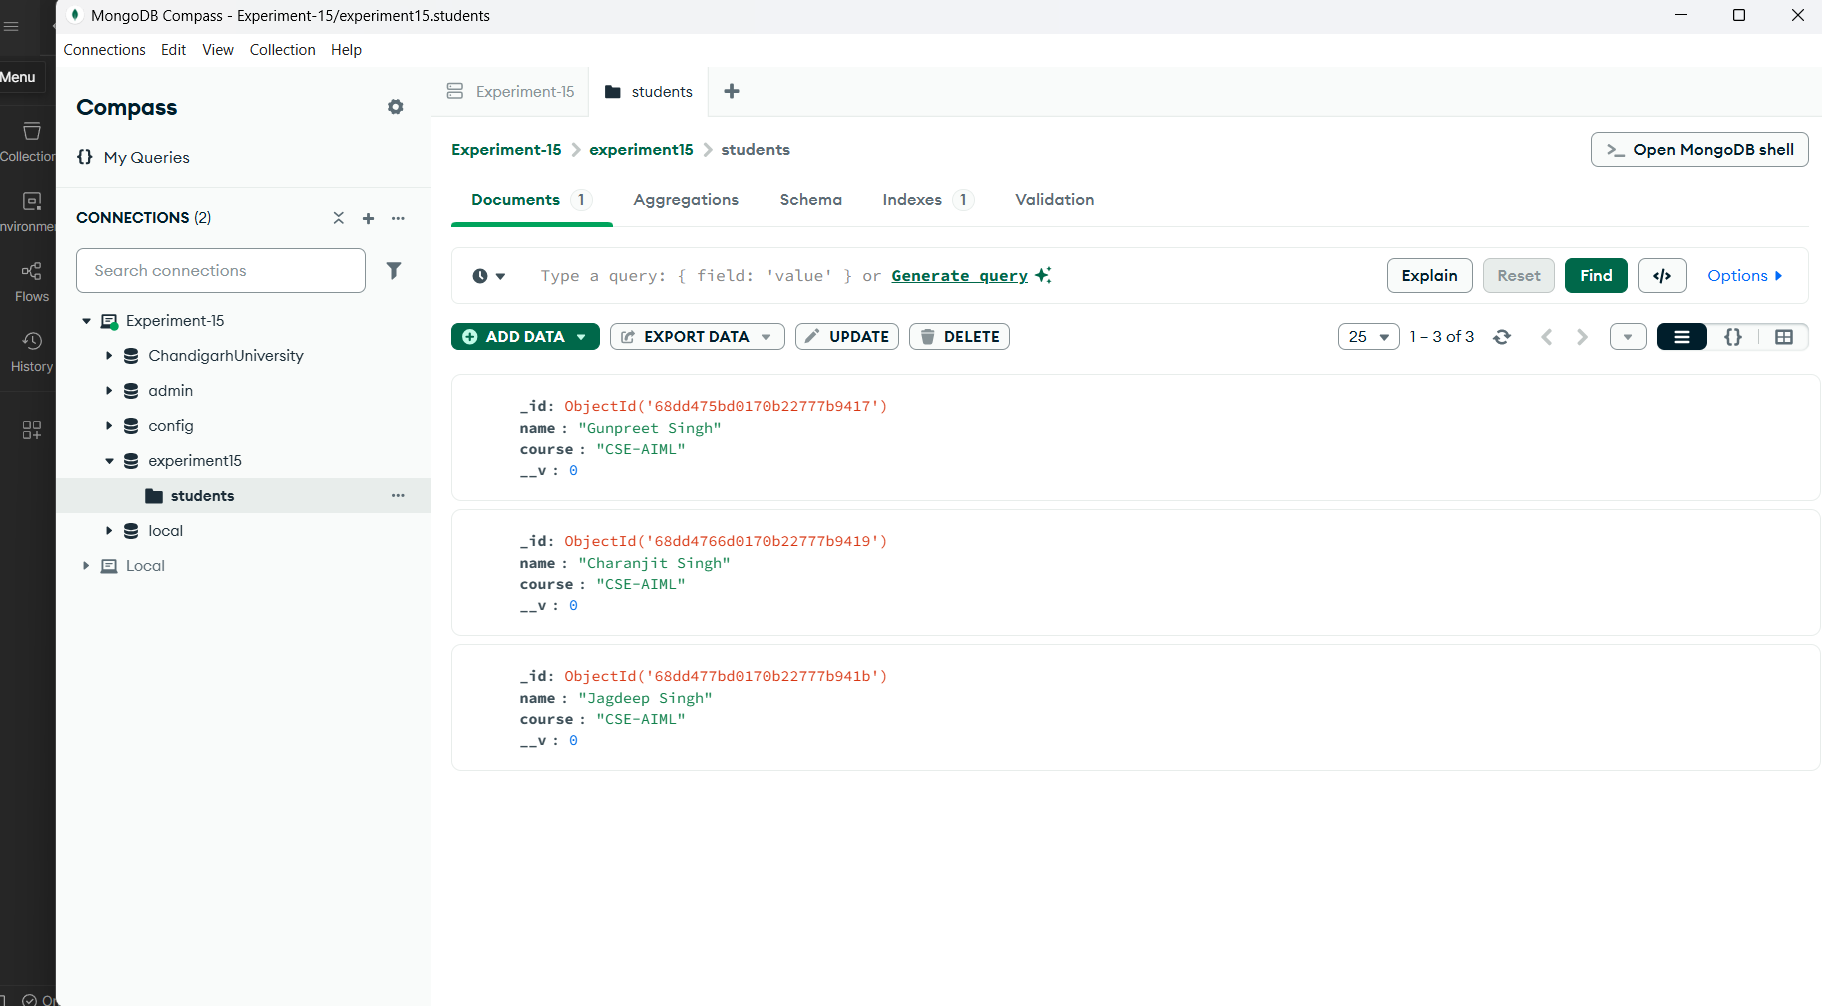 MongoDB Compass - Experiment-15/experiment15.students
Connections Edit View Collection Help
Menu
Collection
Flows
History
Compass
{} My Queries
CONNECTIONS (2)
Search connections
Experiment-15
ChandigarhUniversity
admin
config
experiment15
students
local
Local
Experiment-15 students
Experiment-15 > experiment15 > students
>_ Open MongoDB shell
Documents 1 Aggregations Schema Indexes 1 Validation
Type a query: { field: 'value' } or Generate query
Explain Reset Find </> Options
ADD DATA EXPORT DATA UPDATE DELETE
25 1 – 3 of 3 {}
_id: ObjectId('68dd475bd0170b22777b9417')
name : "Gunpreet Singh"
course : "CSE-AIML"
__v : 0
_id: ObjectId('68dd4766d0170b22777b9419')
name : "Charanjit Singh"
course : "CSE-AIML"
__v : 0
_id: ObjectId('68dd477bd0170b22777b941b')
name : "Jagdeep Singh"
course : "CSE-AIML"
__v : 0